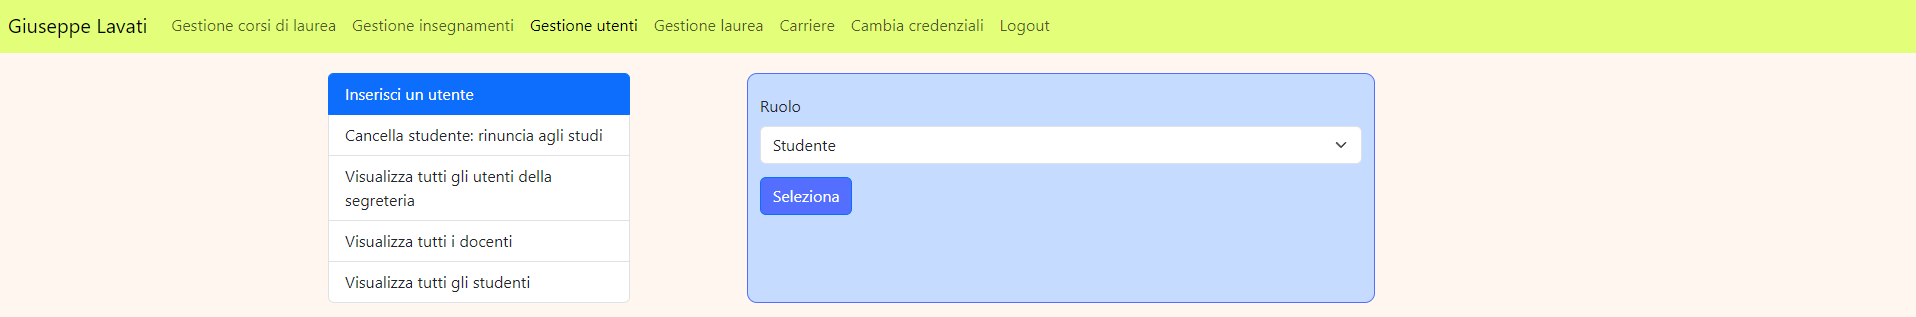 Giuseppe Lavati Gestione corsi di laurea Gestione insegnamenti Gestione utenti Gestione laurea Carriere Cambia credenziali Logout
Inserisci un utente
Cancella studente: rinuncia agli studi
Visualizza tutti gli utenti della
segreteria
Visualizza tutti i docenti
Visualizza tutti gli studenti
Ruolo
Studente
Seleziona